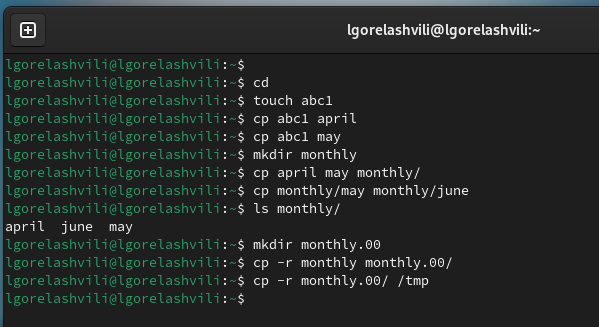 lgorelashvili@lgorelashvili:~
lgorelashvili@lgorelashvili:~$
lgorelashvili@lgorelashvili:~$ cd
lgorelashvili@lgorelashvili:~$ touch abc1
lgorelashvili@lgorelashvili:~$ cp abc1 april
lgorelashvili@lgorelashvili:~$ cp abc1 may
lgorelashvili@lgorelashvili:~$ mkdir monthly
lgorelashvili@lgorelashvili:~$ cp april may monthly/
lgorelashvili@lgorelashvili:~$ cp monthly/may monthly/june
lgorelashvili@lgorelashvili:~$ ls monthly/
april  june  may
lgorelashvili@lgorelashvili:~$ mkdir monthly.00
lgorelashvili@lgorelashvili:~$ cp -r monthly monthly.00/
lgorelashvili@lgorelashvili:~$ cp -r monthly.00/ /tmp
lgorelashvili@lgorelashvili:~$